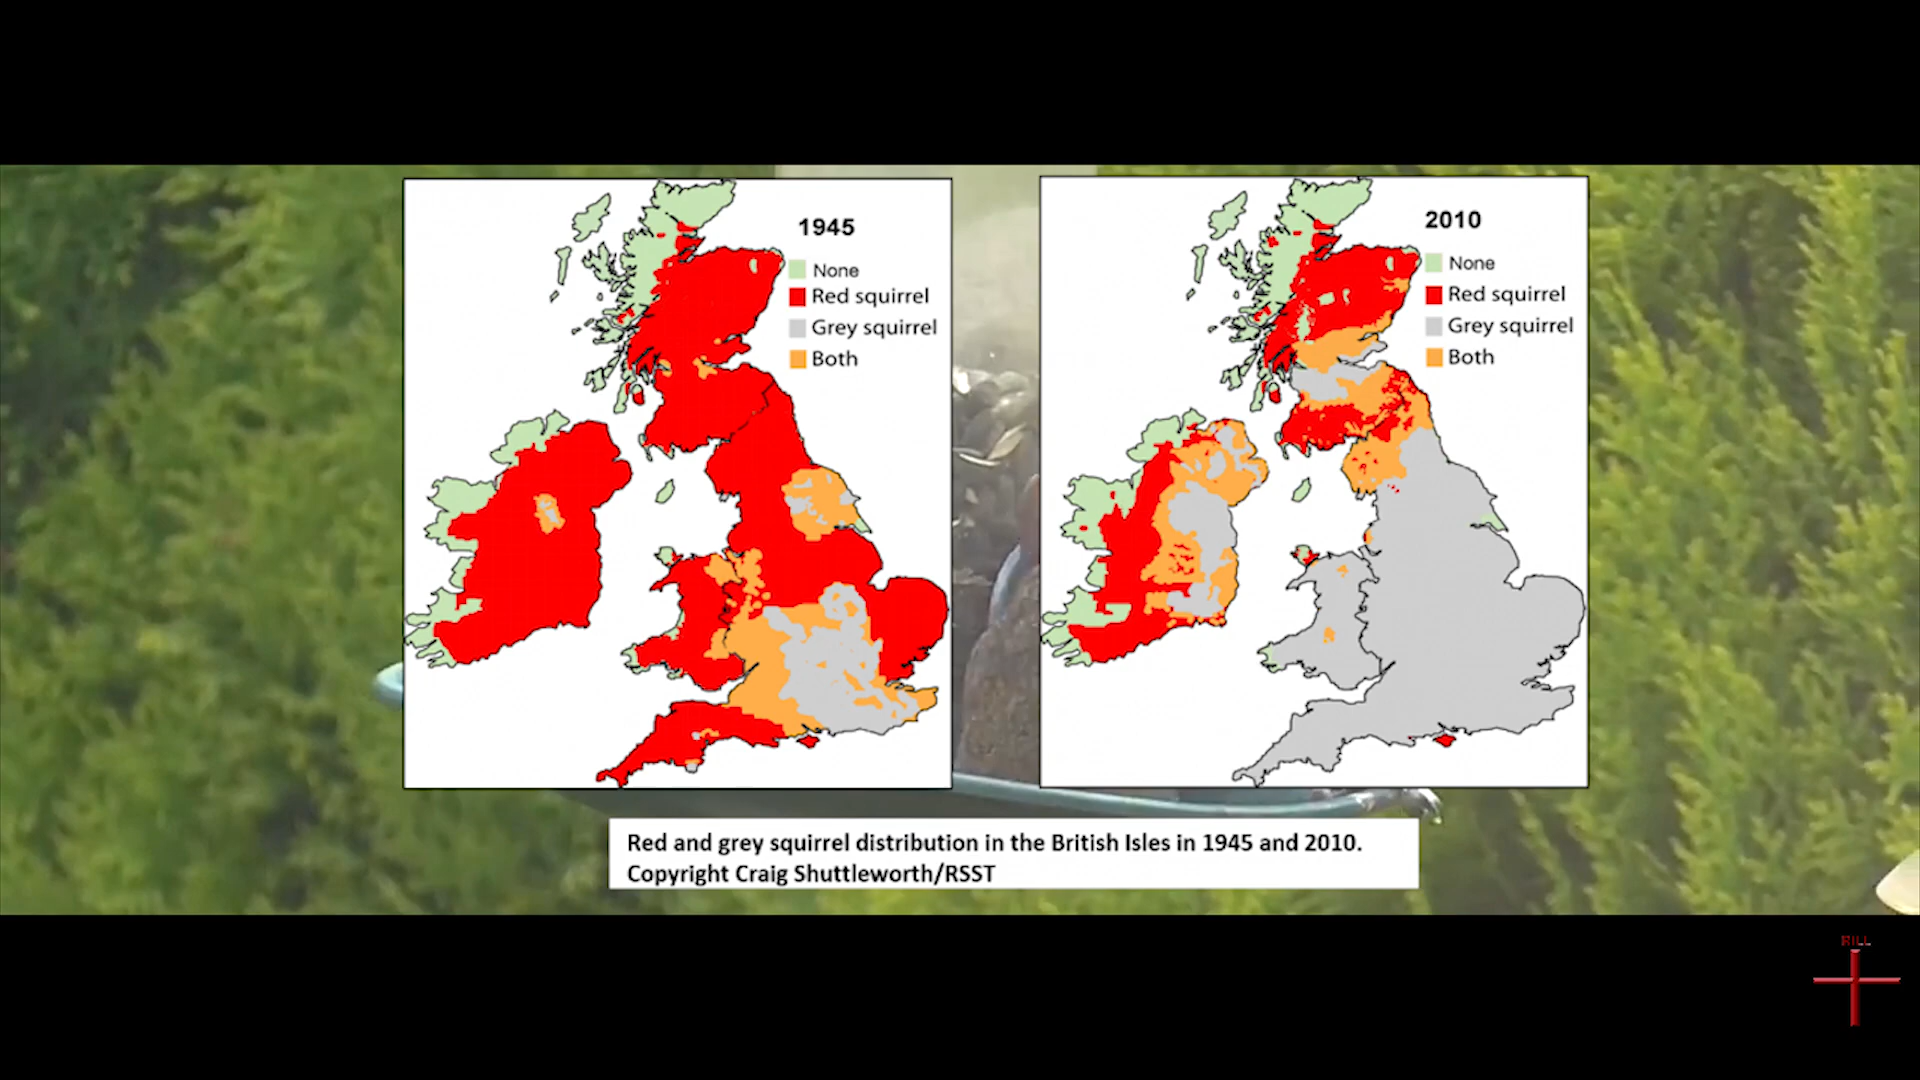 1945
None
Red squirrel
Grey squirrel
Both
2010
None
Red squirrel
Grey squirrel
Both
Red and grey squirrel distribution in the British Isles in 1945 and 2010.
Copyright Craig Shuttleworth/RSST